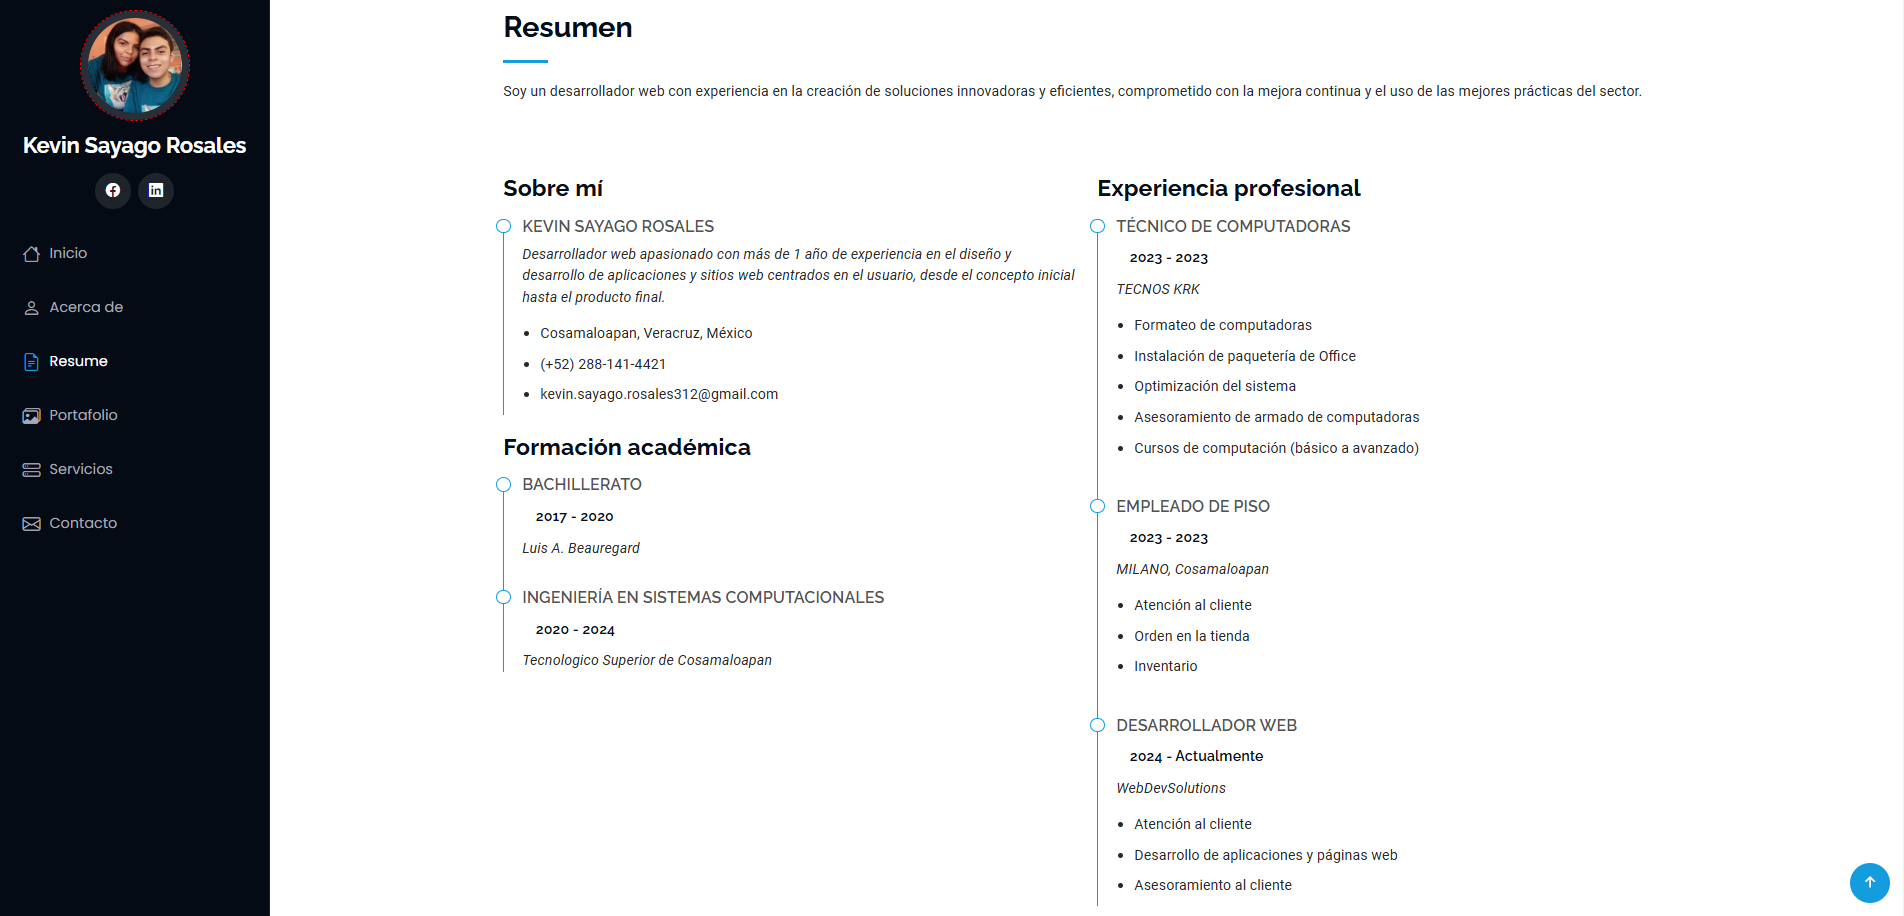 Kevin Sayago Rosales
Inicio
Acerca de
Resume
Portafolio
Servicios
Contacto
Resumen
Soy un desarrollador web con experiencia en la creación de soluciones innovadoras y eficientes, comprometido con la mejora continua y el uso de las mejores prácticas del sector.
Sobre mí
KEVIN SAYAGO ROSALES
Desarrollador web apasionado con más de 1 año de experiencia en el diseño y
desarrollo de aplicaciones y sitios web centrados en el usuario, desde el concepto inicial
hasta el producto final.
Cosamaloapan, Veracruz, México
(+52) 288-141-4421
kevin.sayago.rosales312@gmail.com
Formación académica
BACHILLERATO
2017 - 2020
Luis A. Beauregard
INGENIERÍA EN SISTEMAS COMPUTACIONALES
2020 - 2024
Tecnologico Superior de Cosamaloapan
Experiencia profesional
TÉCNICO DE COMPUTADORAS
2023 - 2023
TECNOS KRK
Formateo de computadoras
Instalación de paquetería de Office
Optimización del sistema
Asesoramiento de armado de computadoras
Cursos de computación (básico a avanzado)
EMPLEADO DE PISO
2023 - 2023
MILANO, Cosamaloapan
Atención al cliente
Orden en la tienda
Inventario
DESARROLLADOR WEB
2024 - Actualmente
WebDevSolutions
Atención al cliente
Desarrollo de aplicaciones y páginas web
Asesoramiento al cliente